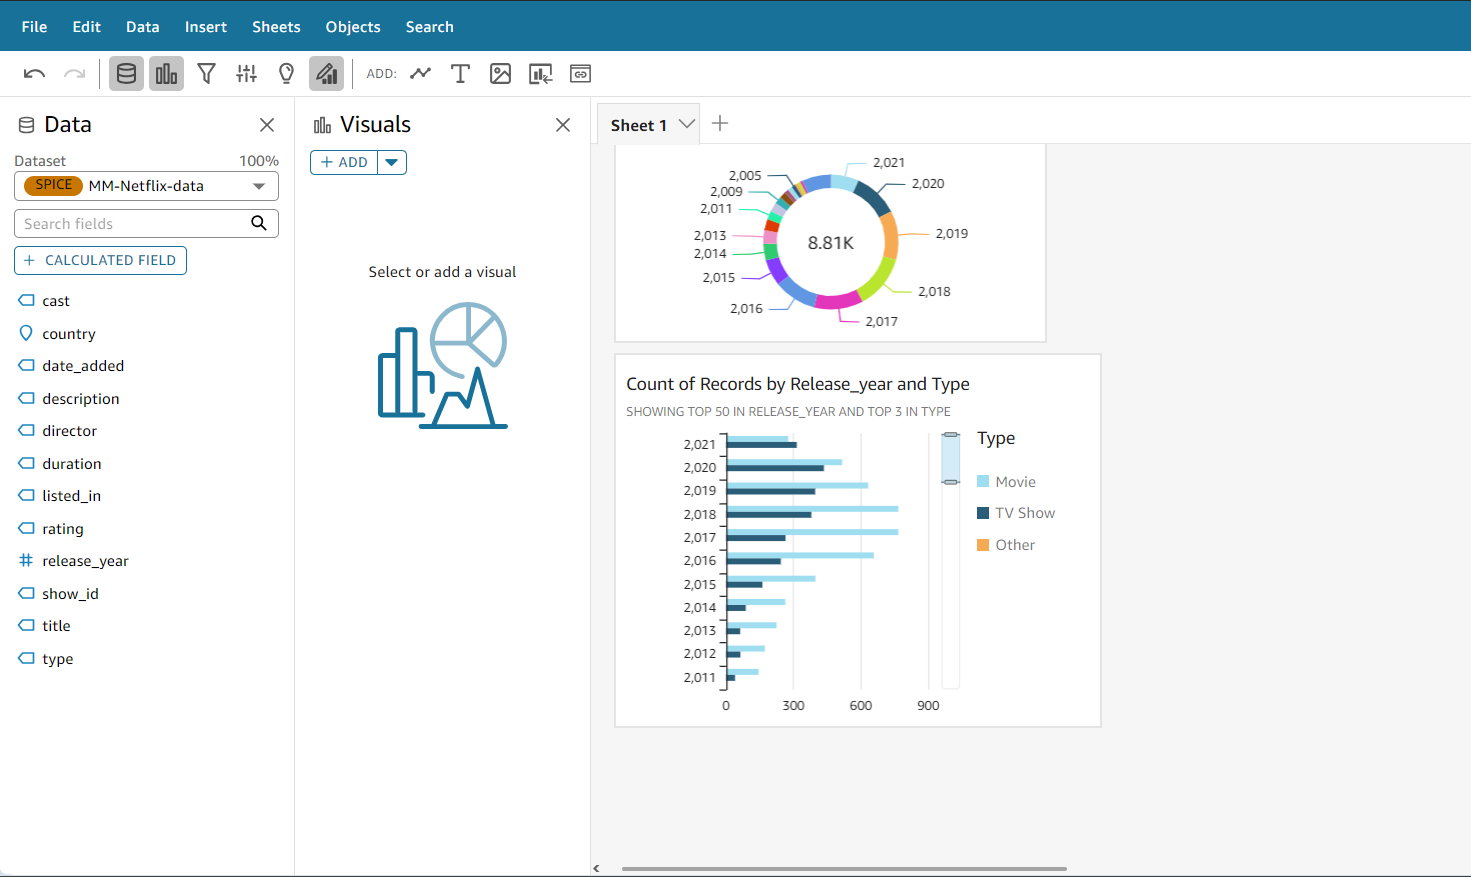 File Edit Data Insert Sheets Objects Search
ADD:
Data
Dataset 100%
SPICE MM-Netflix-data
Search fields
+ CALCULATED FIELD
cast
country
date_added
description
director
duration
listed_in
rating
release_year
show_id
title
type
Visuals
+ ADD
Select or add a visual
Sheet 1
2,021
2,005
2,020
2,009
2,011
2,019
2,013
8.81K
2,014
2,015
2,018
2,016
2,017
Count of Records by Release_year and Type
SHOWING TOP 50 IN RELEASE_YEAR AND TOP 3 IN TYPE
2,021
2,020
2,019
2,018
2,017
2,016
2,015
2,014
2,013
2,012
2,011
0 300 600 900
Type
Movie
TV Show
Other